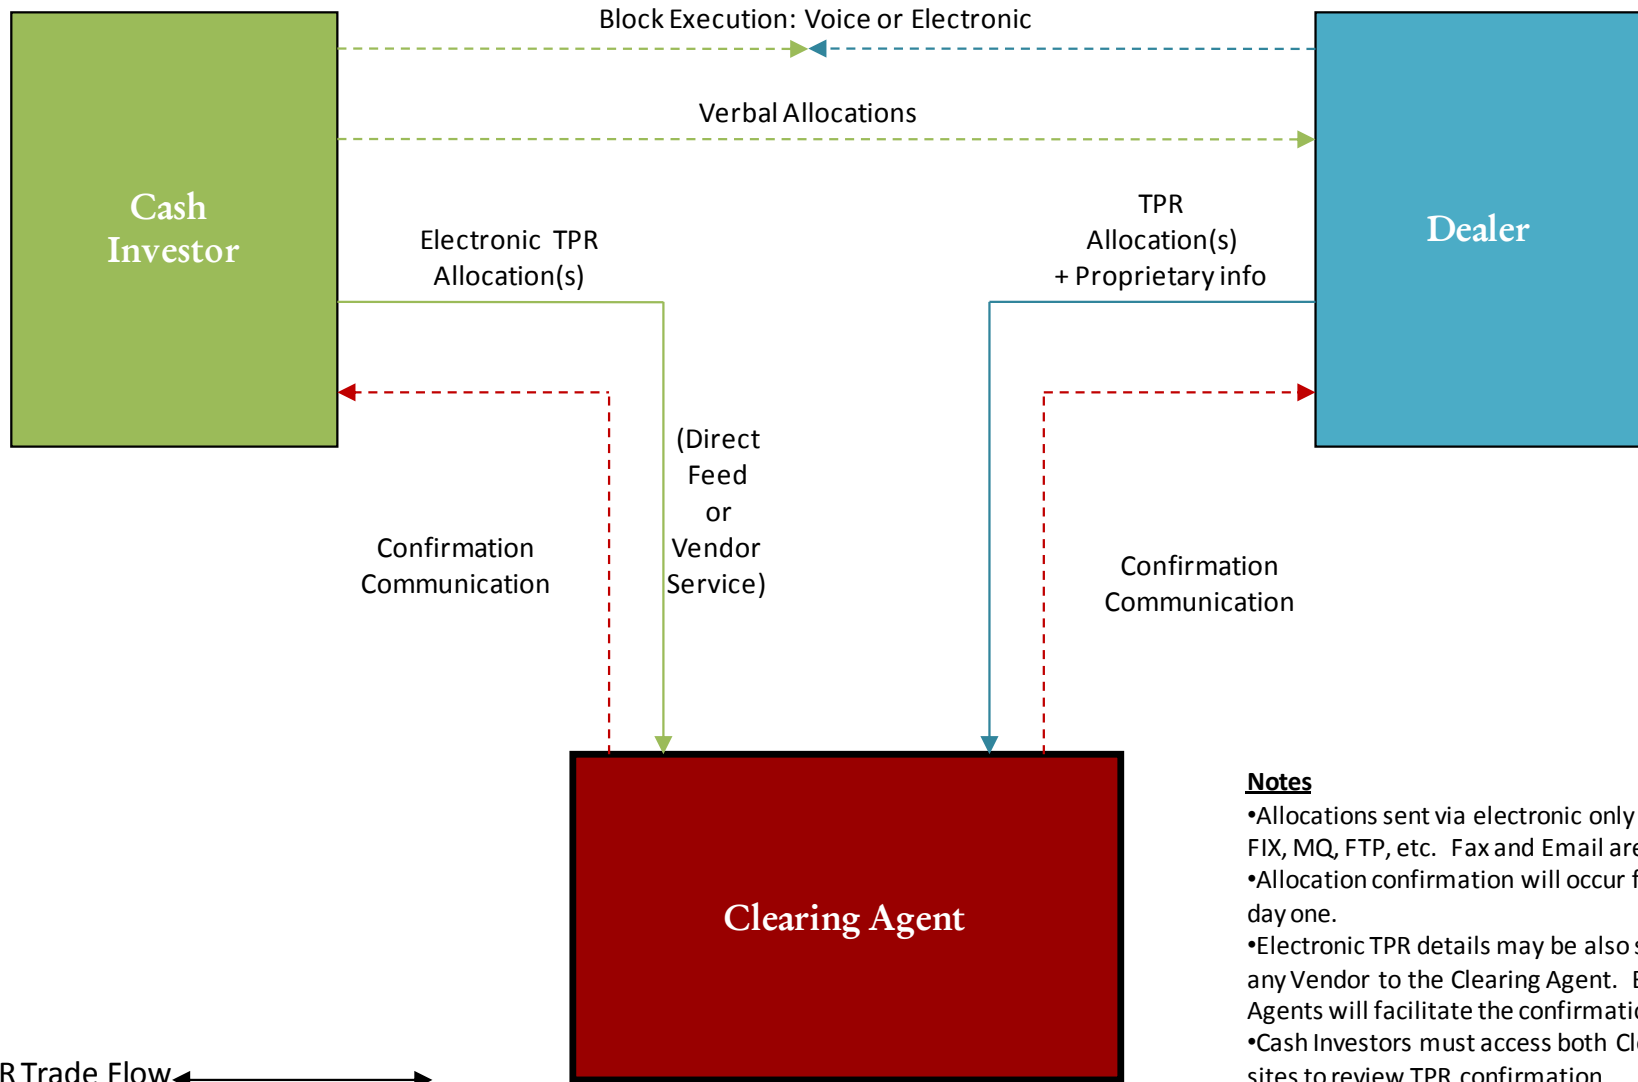 Block Execution: Voice or Electronic
Verbal Allocations
Cash
Investor
Dealer
Electronic TPR
Allocation(s)
TPR
Allocation(s)
+ Proprietary info
(Direct
Feed
or
Vendor
Service)
Confirmation
Communication
Confirmation
Communication
Clearing Agent
Notes
•Allocations sent via electronic only
FIX, MQ, FTP, etc. Fax and Email are
•Allocation confirmation will occur
day one.
•Electronic TPR details may be also
any Vendor to the Clearing Agent.
Agents will facilitate the
•Cash Investors must access both
sites to review TPR confirmation
R Trade Flow